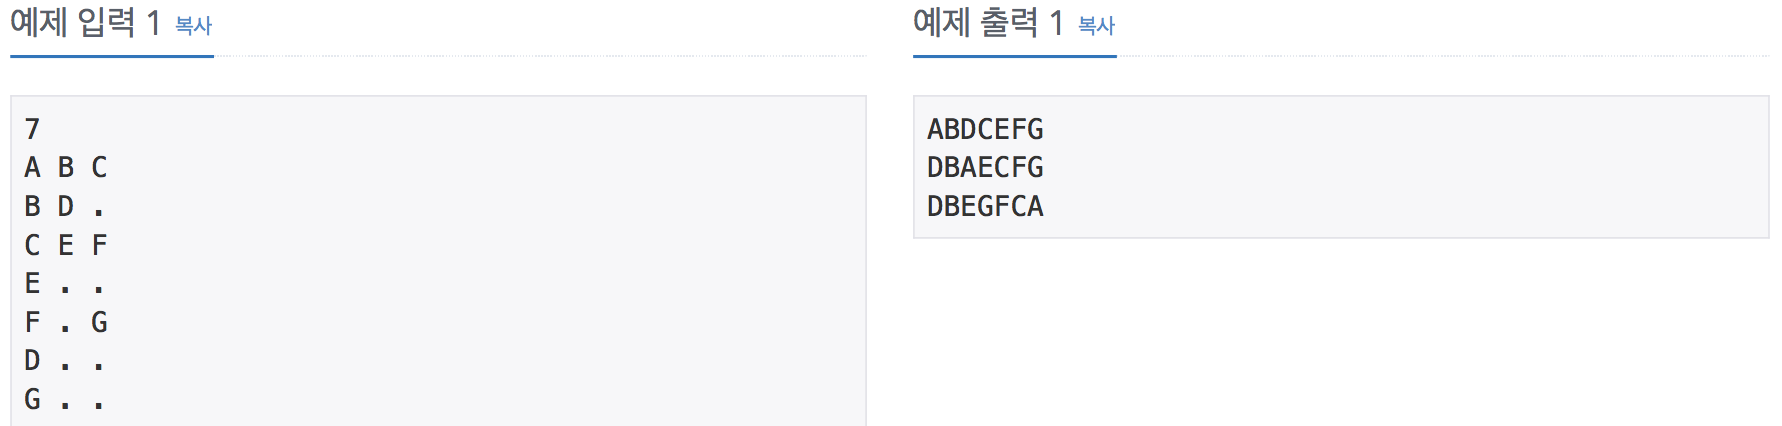 예제 입력 1 복사
7
A B C
B D .
C E F
E . .
F . G
D . .
G . .
예제 출력 1 복사
ABDCEFG
DBAECFG
DBEGFCA